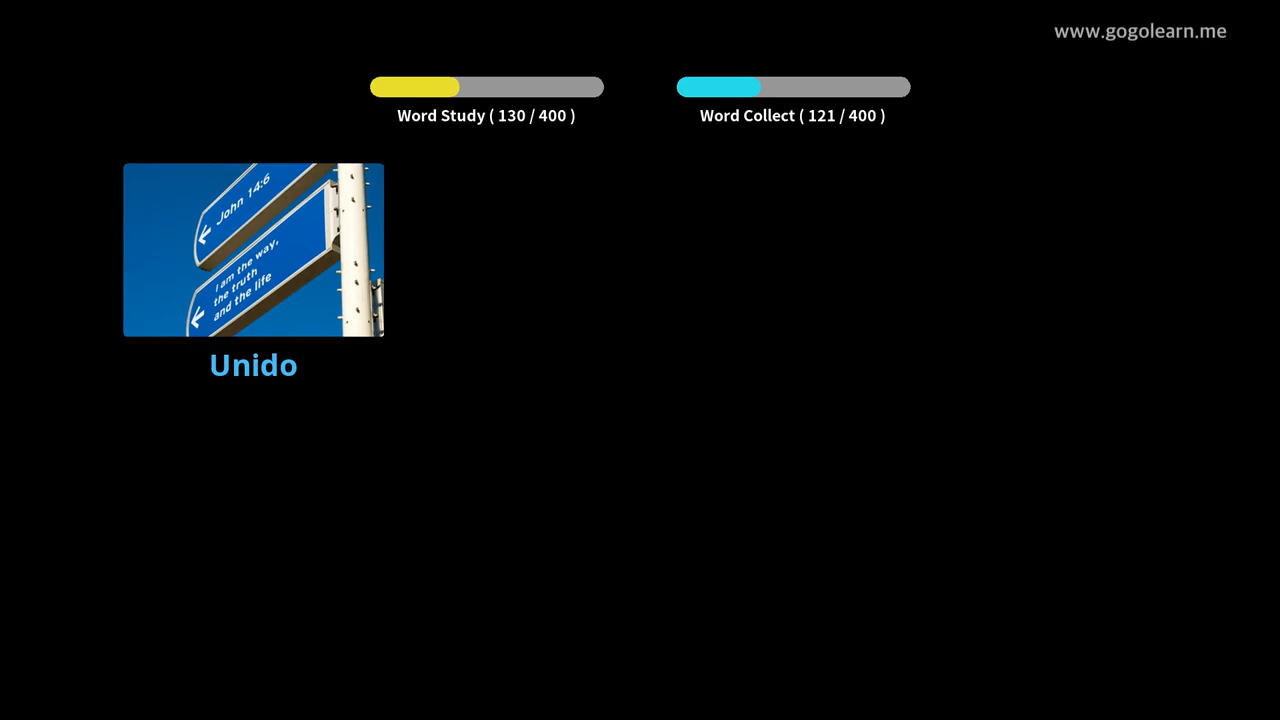 www.gogolearn.me
Word Study ( 130 / 400 )
Word Collect ( 121 / 400 )
John 14:6
I am the way,
the truth
and the life
Unido